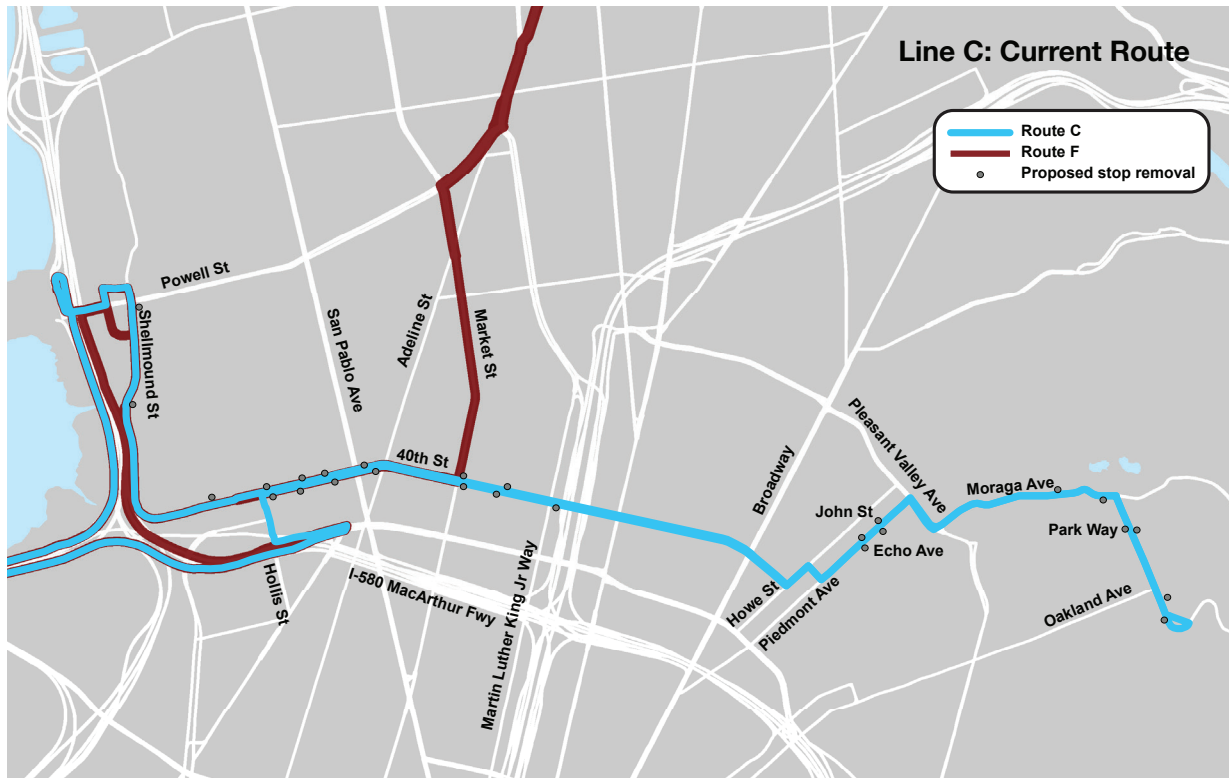 Line C: Current Route
Route C
Route F
Proposed stop removal
Powell St
Shellmound St
San Pablo Ave
Adeline St
Market St
40th St
Broadway
Pleasant Valley Ave
Moraga Ave
John St
Echo Ave
Park Way
Oakland Ave
Howe St
Piedmont Ave
Hollis St
I-580 MacArthur Fwy
Martin Luther King Jr Way